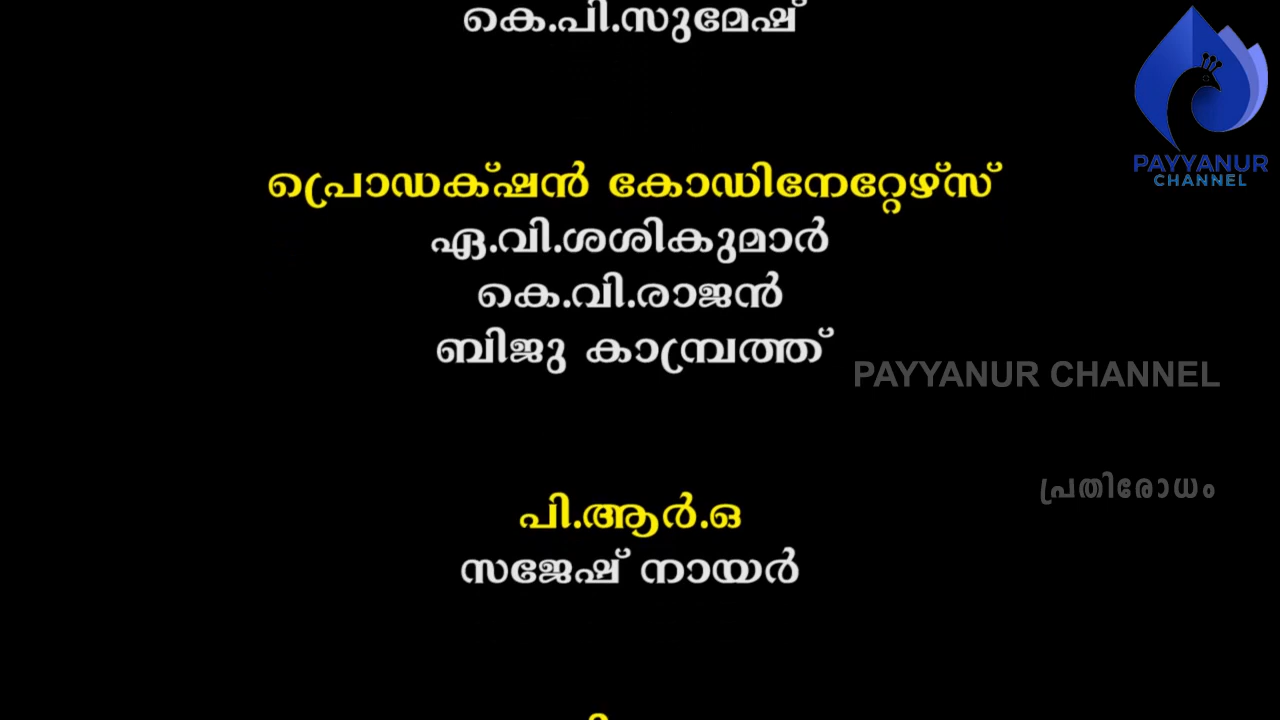 കെ.പി.സുമേഷ്
PAYYANUR
CHANNEL
പ്രൊഡക്ഷൻ കോഡിനേറ്റേഴ്സ്
ഏ.വി.ശശികുമാർ
കെ.വി.രാജൻ
ബിജു കാമ്പ്രത്ത്
PAYYANUR CHANNEL
പ്രതിരോധം
പി.ആർ.ഒ
സജേഷ് നായർ